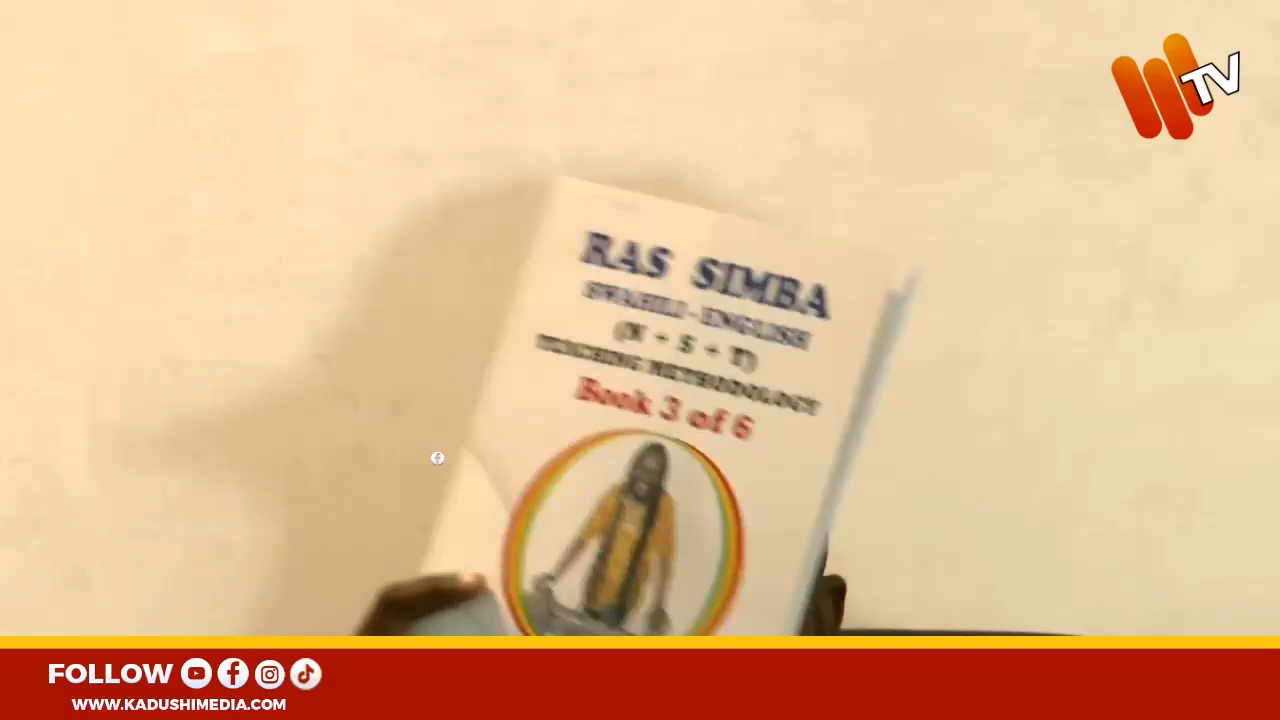 TV
RAS SIMBA
SWAHILI - ENGLISH
(N + S + T)
TEACHING METHODOLOGY
Book 3 of 6
FOLLOW
WWW.KADUSHIMEDIA.COM